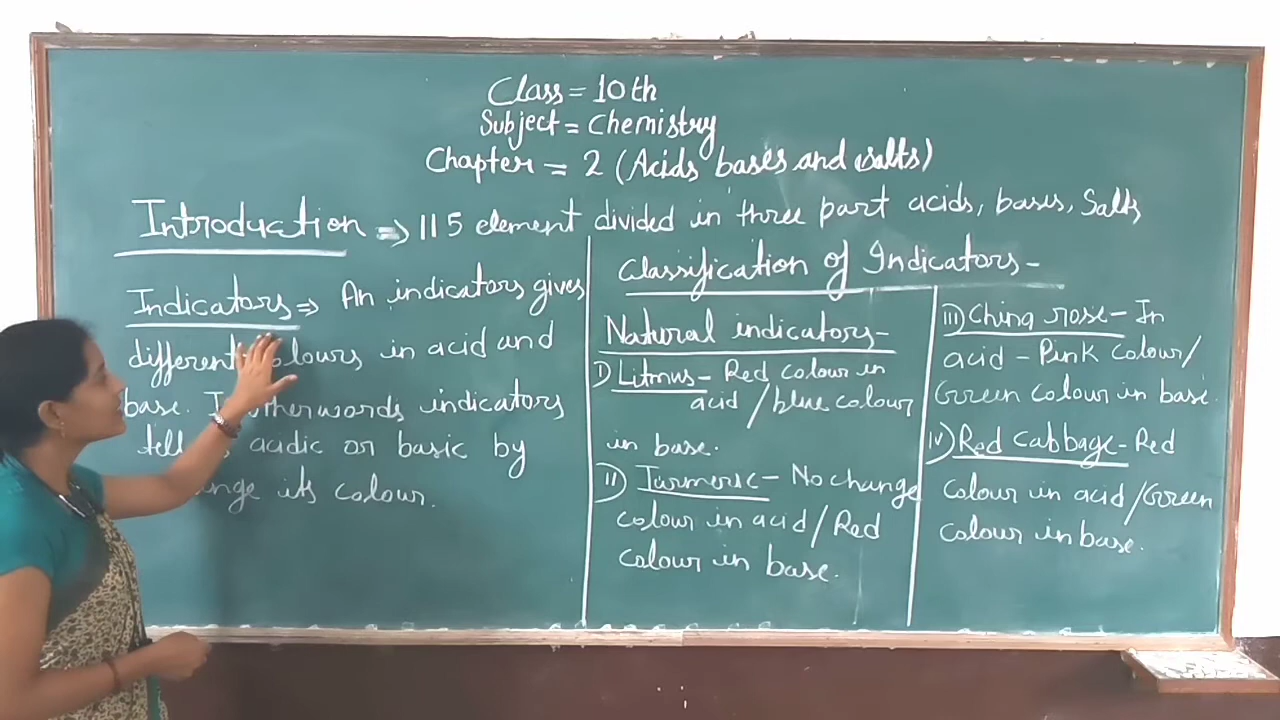 Class = 10th
Subject = Chemistry
Chapter = 2 (Acids bases and Salts)
Introduction ⇒ 115 element divided in three part acids, bases, Salts
Indicators ⇒ An indicators gives
different colours in acid and
base. In otherwords indicators
tell acidic or basic by
its colour.
Classification of Indicators -
Natural indicators -
i) Litmus - Red colour in
acid / blue colour
in base.
ii) Turmeric - No change
colour in acid / Red
colour in base.
iii) China rose - In
acid - Pink colour /
Green colour in base.
iv) Red cabbage - Red
colour in acid / Green
colour in base.